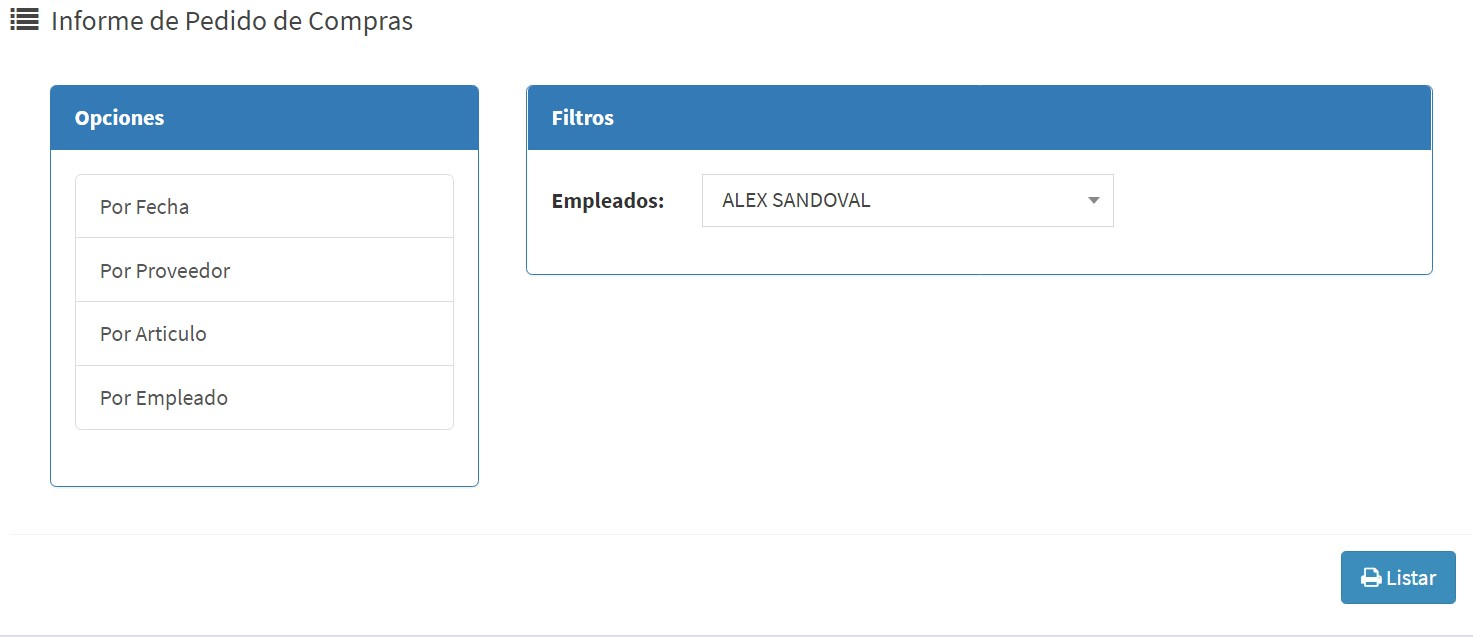 Informe de Pedido de Compras
Opciones
Por Fecha
Por Proveedor
Por Articulo
Por Empleado
Filtros
Empleados: ALEX SANDOVAL
Listar